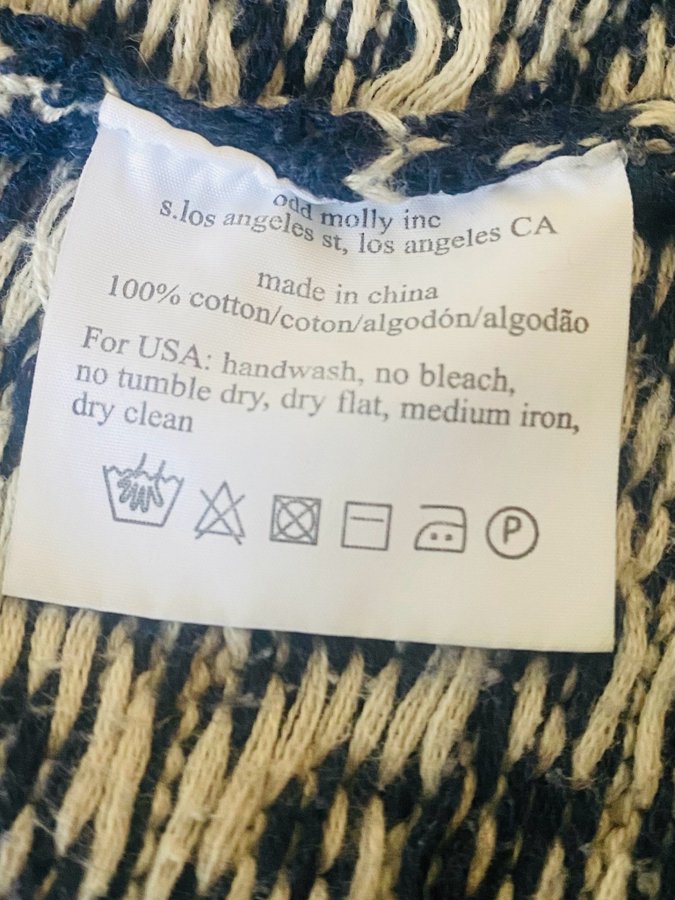 odd molly inc
s.los angeles st, los angeles CA
made in china
100% cotton/coton/algodón/algodão
For USA: handwash, no bleach,
no tumble dry, dry flat, medium iron,
dry clean
P